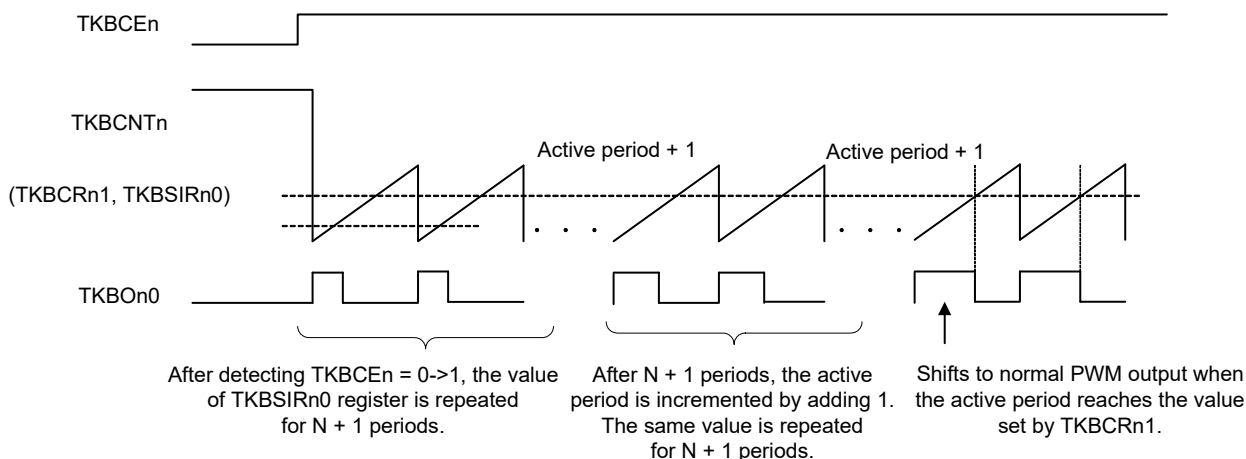 TKBCEn
TKBCNTn
Active period + 1
Active period + 1
(TKBCRn1, TKBSIRn0)
. . .
. . .
TKBOn0
After detecting TKBCEn = 0->1, the value
of TKBSIRn0 register is repeated
for N + 1 periods.
After N + 1 periods, the active
period is incremented by adding 1.
The same value is repeated
for N + 1 periods.
Shifts to normal PWM output when
the active period reaches the value
set by TKBCRn1.